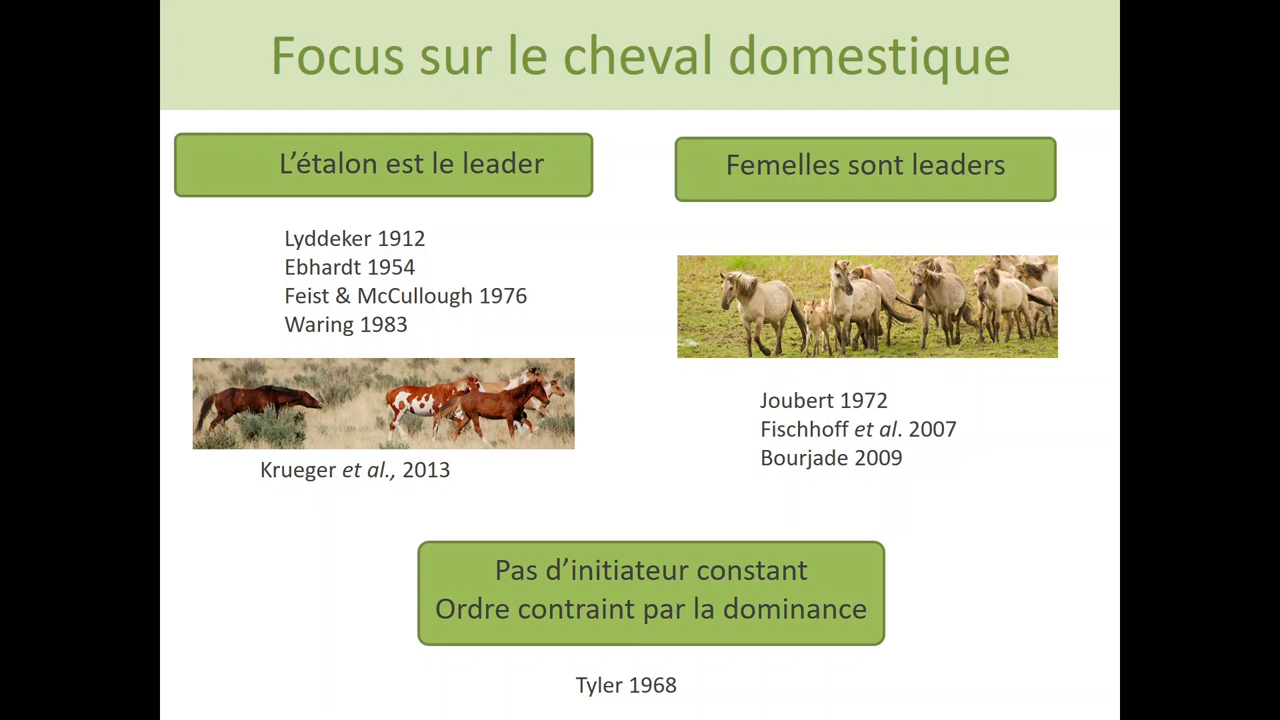 Focus sur le cheval domestique
L’étalon est le leader
Lyddeker 1912
Ebhardt 1954
Feist & McCullough 1976
Waring 1983
Krueger et al., 2013
Femelles sont leaders
Joubert 1972
Fischhoff et al. 2007
Bourjade 2009
Pas d’initiateur constant
Ordre contraint par la dominance
Tyler 1968